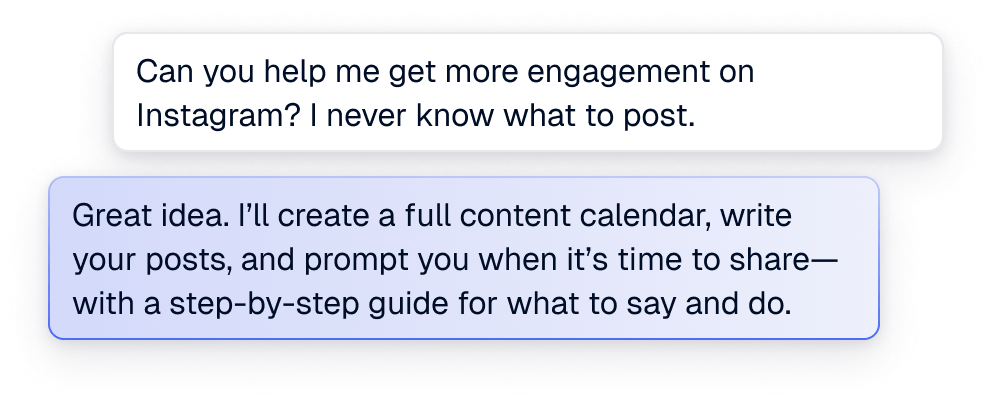 Can you help me get more engagement on
Instagram? I never know what to post.
Great idea. I’ll create a full content calendar, write
your posts, and prompt you when it’s time to share—
with a step-by-step guide for what to say and do.